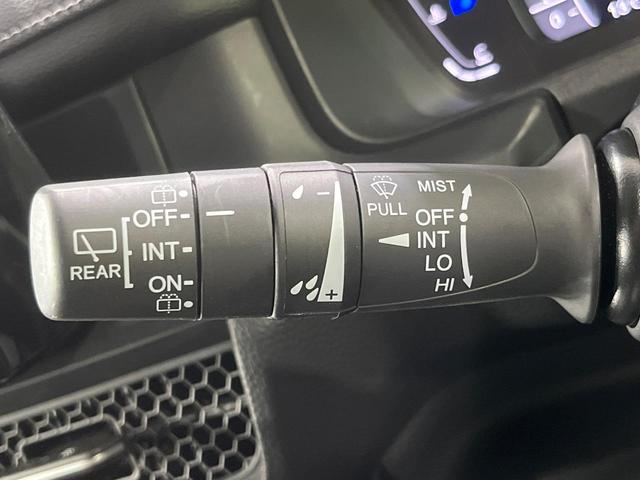 REAR
OFF
INT
ON
−
+
PULL
MIST
OFF
INT
LO
HI